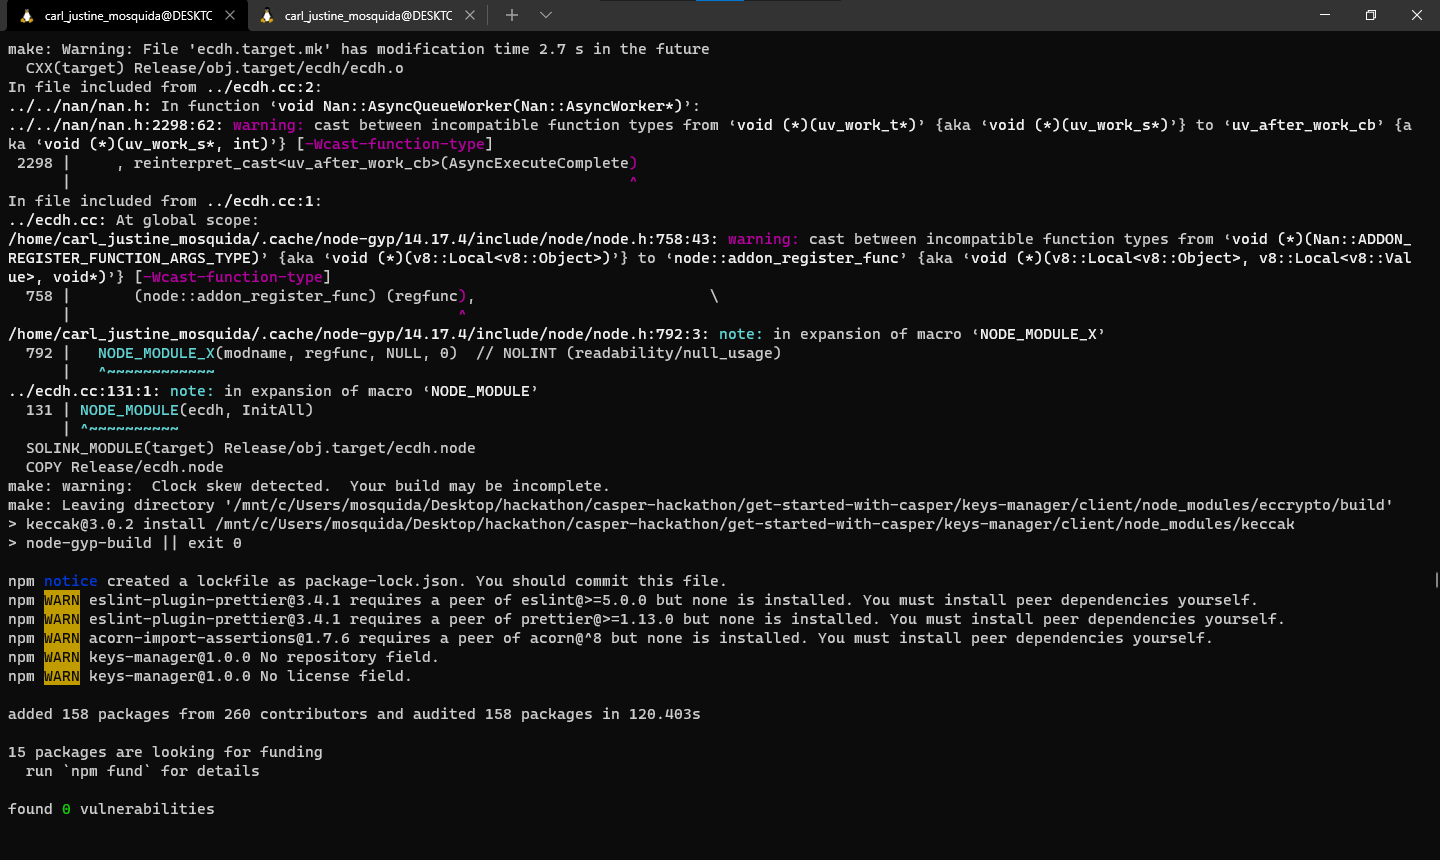 carl_justine_mosquida@DESKTC
carl_justine_mosquida@DESKTC
make: Warning: File 'ecdh.target.mk' has modification time 2.7 s in the future
  CXX(target) Release/obj.target/ecdh/ecdh.o
In file included from ../ecdh.cc:2:
../../nan/nan.h: In function ‘void Nan::AsyncQueueWorker(Nan::AsyncWorker*)’:
../../nan/nan.h:2298:62: warning: cast between incompatible function types from ‘void (*)(uv_work_t*)’ {aka ‘void (*)(uv_work_s*)’} to ‘uv_after_work_cb’ {a
ka ‘void (*)(uv_work_s*, int)’} [-Wcast-function-type]
 2298 |     , reinterpret_cast<uv_after_work_cb>(AsyncExecuteComplete)
      |                                                              ^
In file included from ../ecdh.cc:1:
../ecdh.cc: At global scope:
/home/carl_justine_mosquida/.cache/node-gyp/14.17.4/include/node/node.h:758:43: warning: cast between incompatible function types from ‘void (*)(Nan::ADDON_
REGISTER_FUNCTION_ARGS_TYPE)’ {aka ‘void (*)(v8::Local<v8::Object>)’} to ‘node::addon_register_func’ {aka ‘void (*)(v8::Local<v8::Object>, v8::Local<v8::Val
ue>, void*)’} [-Wcast-function-type]
  758 |       (node::addon_register_func) (regfunc),                          \
      |                                           ^
/home/carl_justine_mosquida/.cache/node-gyp/14.17.4/include/node/node.h:792:3: note: in expansion of macro ‘NODE_MODULE_X’
  792 |   NODE_MODULE_X(modname, regfunc, NULL, 0)  // NOLINT (readability/null_usage)
      |   ^~~~~~~~~~~~~
../ecdh.cc:131:1: note: in expansion of macro ‘NODE_MODULE’
  131 | NODE_MODULE(ecdh, InitAll)
      | ^~~~~~~~~~~
  SOLINK_MODULE(target) Release/obj.target/ecdh.node
  COPY Release/ecdh.node
make: warning:  Clock skew detected.  Your build may be incomplete.
make: Leaving directory '/mnt/c/Users/mosquida/Desktop/hackathon/casper-hackathon/get-started-with-casper/keys-manager/client/node_modules/eccrypto/build'
> keccak@3.0.2 install /mnt/c/Users/mosquida/Desktop/hackathon/casper-hackathon/get-started-with-casper/keys-manager/client/node_modules/keccak
> node-gyp-build || exit 0
npm notice created a lockfile as package-lock.json. You should commit this file.
npm WARN eslint-plugin-prettier@3.4.1 requires a peer of eslint@>=5.0.0 but none is installed. You must install peer dependencies yourself.
npm WARN eslint-plugin-prettier@3.4.1 requires a peer of prettier@>=1.13.0 but none is installed. You must install peer dependencies yourself.
npm WARN acorn-import-assertions@1.7.6 requires a peer of acorn@^8 but none is installed. You must install peer dependencies yourself.
npm WARN keys-manager@1.0.0 No repository field.
npm WARN keys-manager@1.0.0 No license field.
added 158 packages from 260 contributors and audited 158 packages in 120.403s
15 packages are looking for funding
  run `npm fund` for details
found 0 vulnerabilities